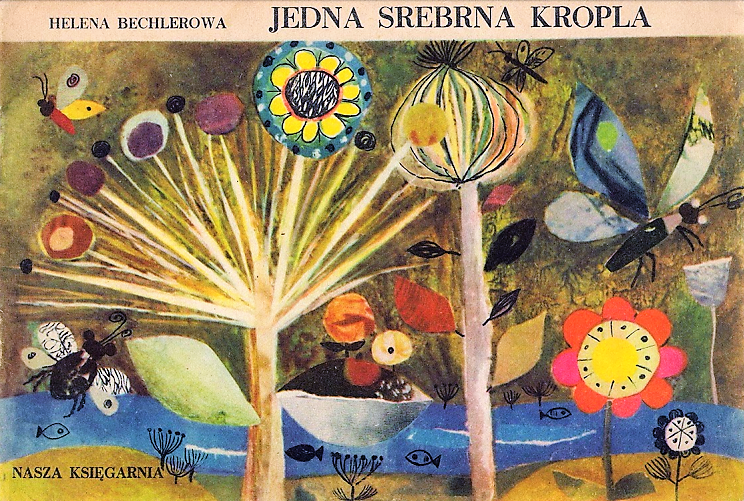 HELENA BECHLEROWA
JEDNA SREBRNA KROPLA
NASZA KSIĘGARNIA